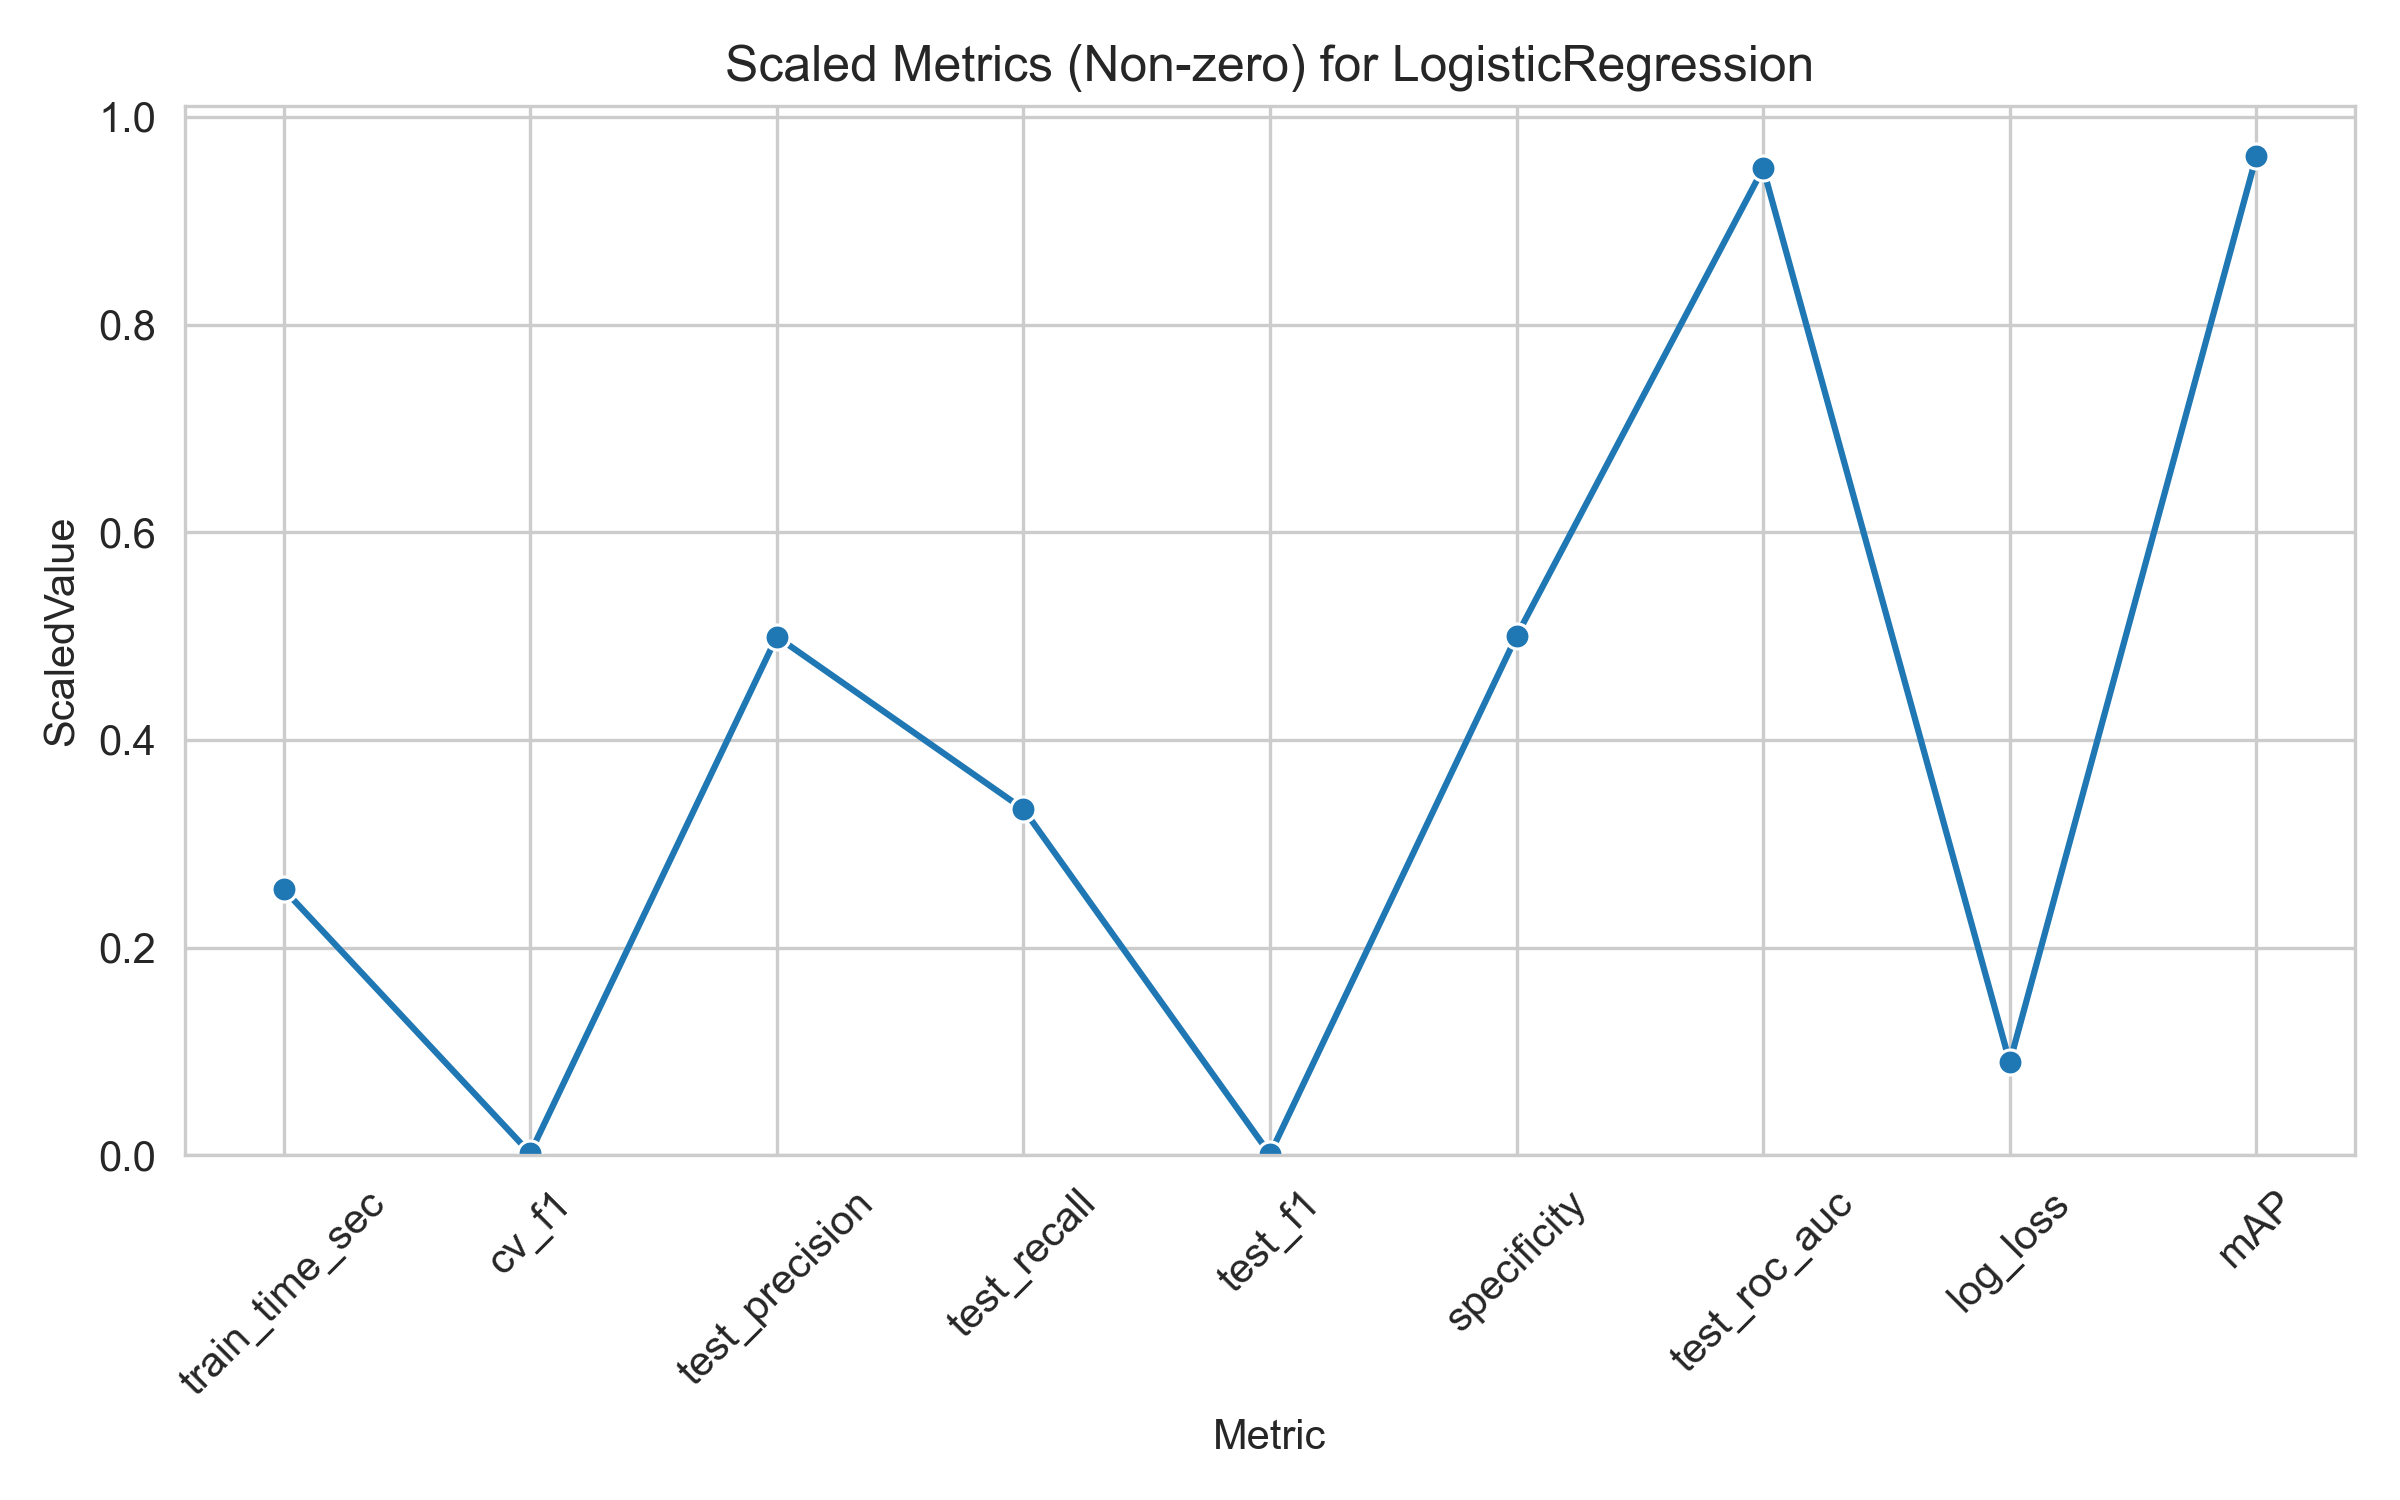 Scaled Metrics (Non-zero) for LogisticRegression
ScaledValue
1.0
0.8
0.6
0.4
0.2
0.0
train_time_sec
cv_f1
test_precision
test_recall
test_f1
specificity
test_roc_auc
log_loss
mAP
Metric